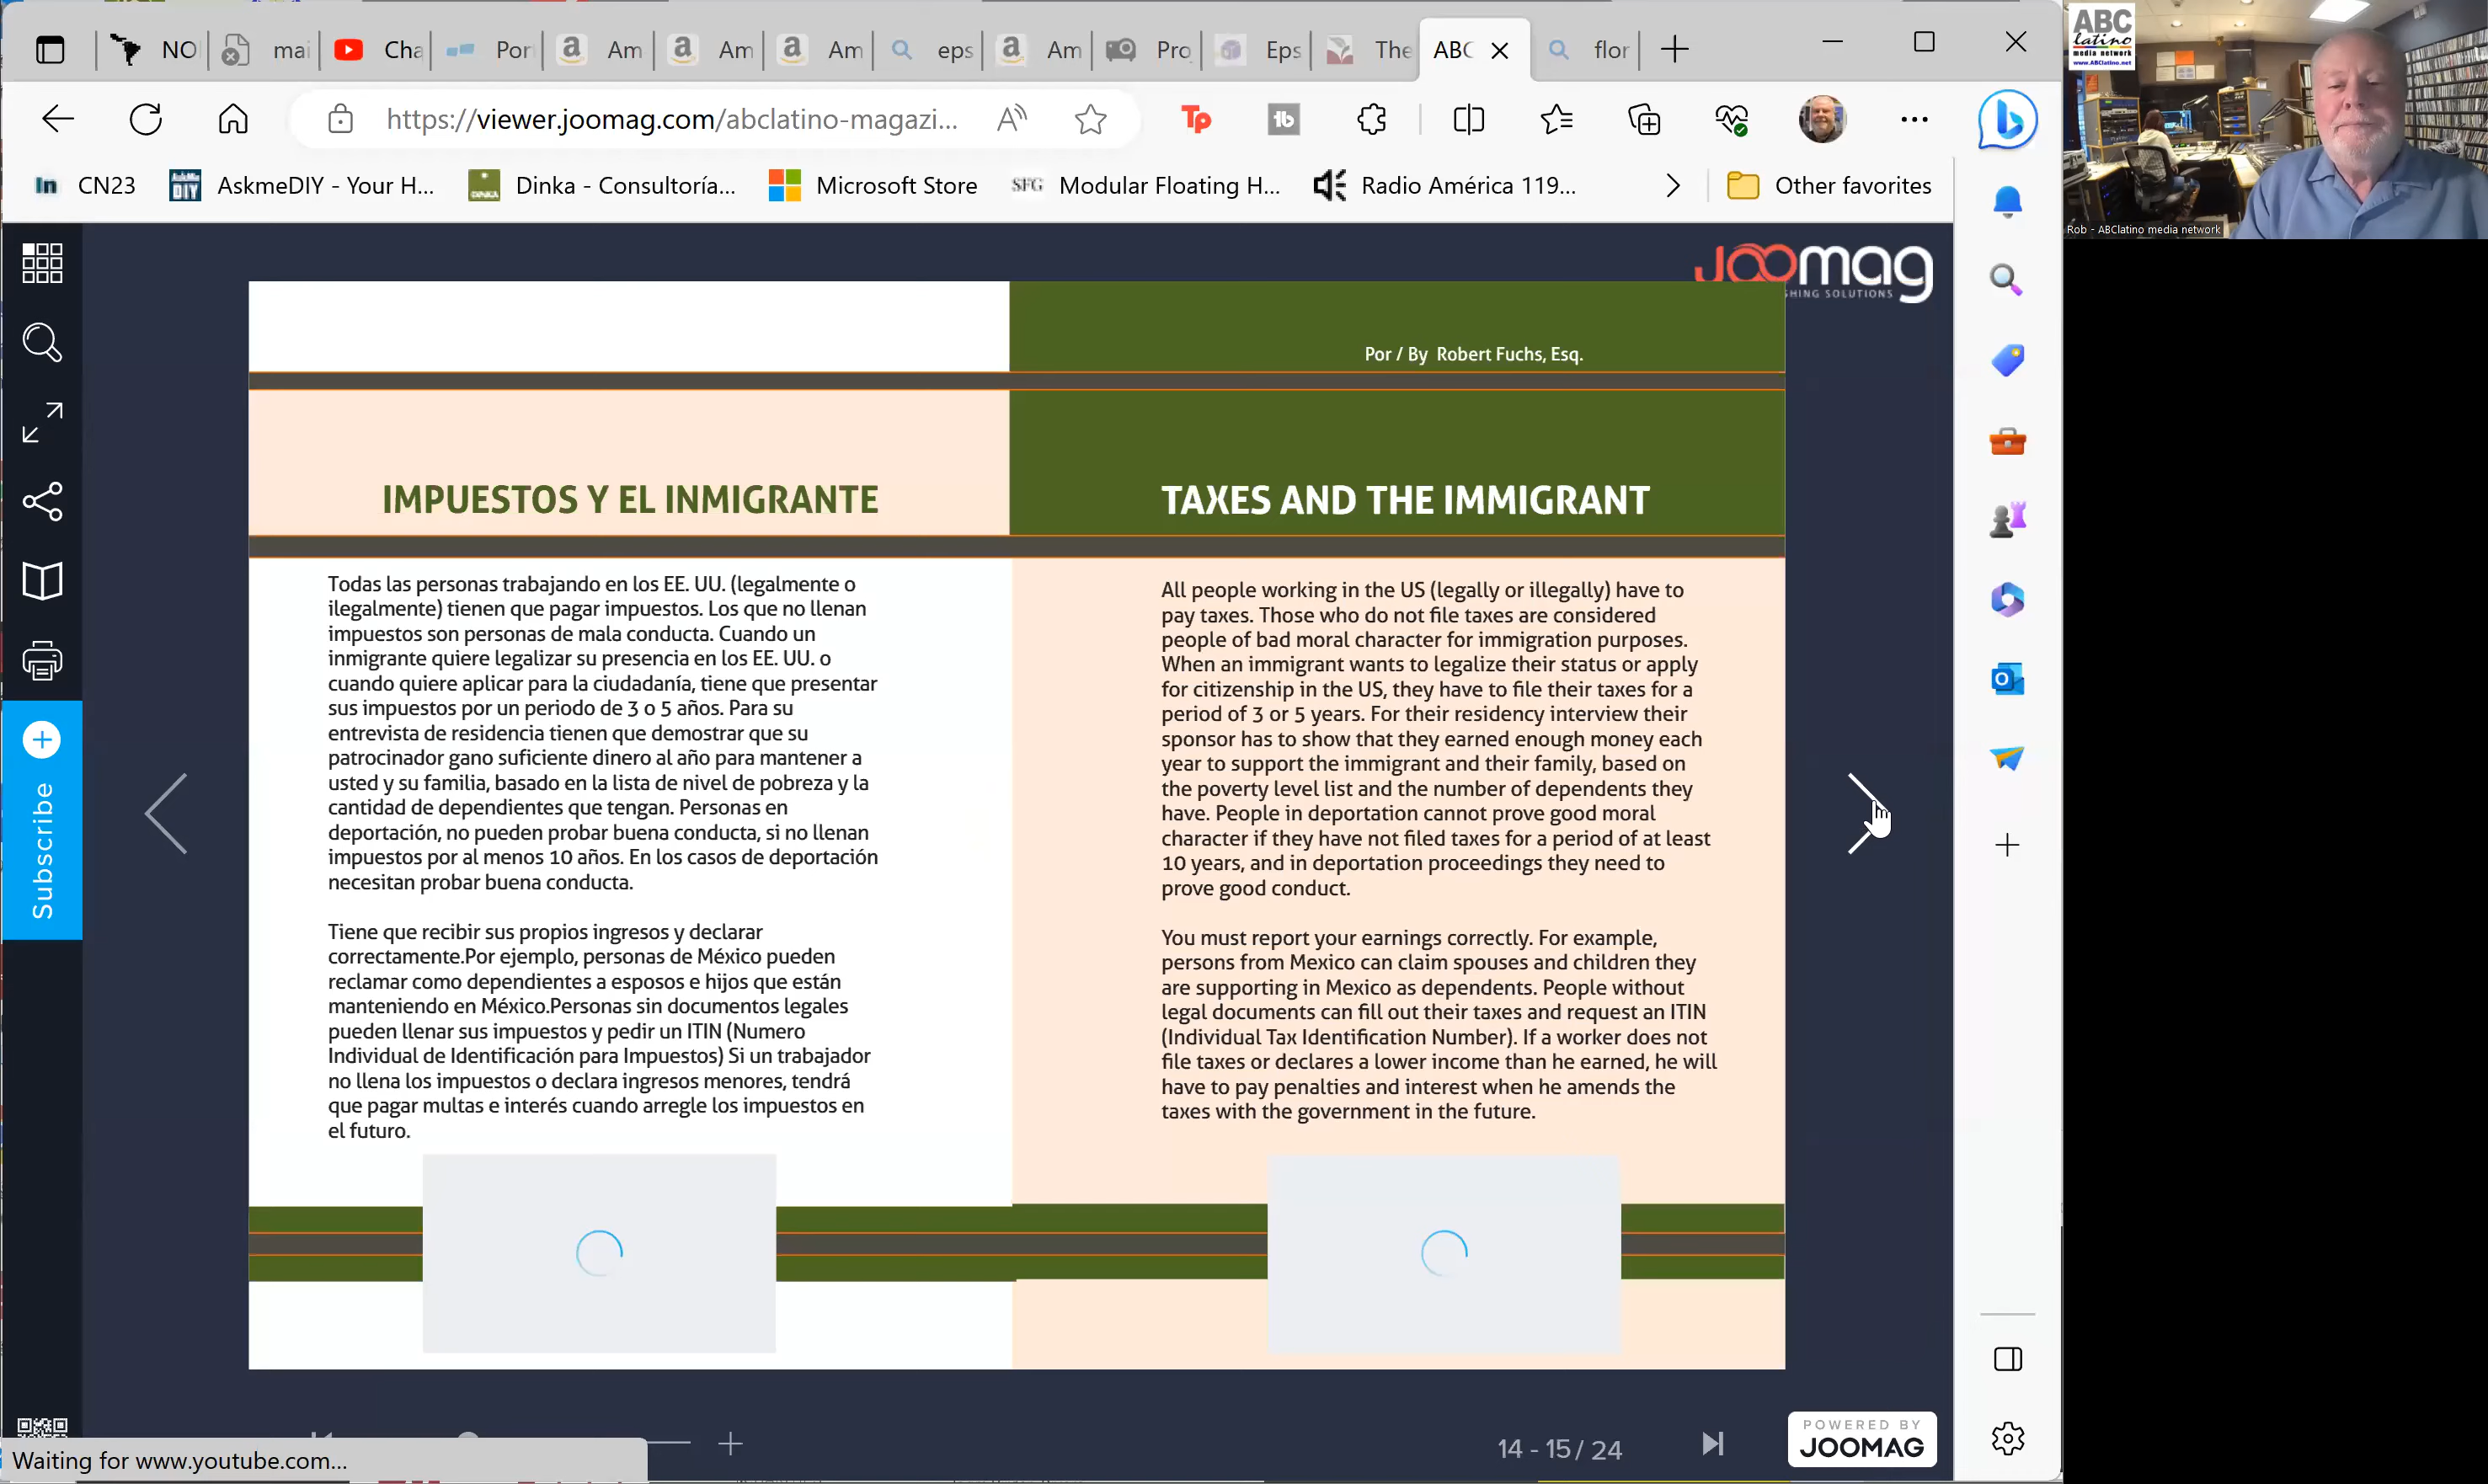 NO
mai
Cha
Por
Am
Am
Am
eps
Am
Pro
Eps
The
ABC
flor
ABC
latino
media network
www.ABClatino.net
https://viewer.joomag.com/abclatino-magazi...
Tp
tb
In CN23
AskmeDIY - Your H...
Dinka - Consultoría...
Microsoft Store
SFG Modular Floating H...
Radio América 119...
Other favorites
Rob - ABClatino media network
Joomag
SHING SOLUTIONS
Por / By Robert Fuchs, Esq.
IMPUESTOS Y EL INMIGRANTE
Todas las personas trabajando en los EE. UU. (legalmente o
ilegalmente) tienen que pagar impuestos. Los que no llenan
impuestos son personas de mala conducta. Cuando un
inmigrante quiere legalizar su presencia en los EE. UU. o
cuando quiere aplicar para la ciudadanía, tiene que presentar
sus impuestos por un periodo de 3 o 5 años. Para su
entrevista de residencia tienen que demostrar que su
patrocinador gano suficiente dinero al año para mantener a
usted y su familia, basado en la lista de nivel de pobreza y la
cantidad de dependientes que tengan. Personas en
deportación, no pueden probar buena conducta, si no llenan
impuestos por al menos 10 años. En los casos de deportación
necesitan probar buena conducta.
Tiene que recibir sus propios ingresos y declarar
correctamente.Por ejemplo, personas de México pueden
reclamar como dependientes a esposos e hijos que están
manteniendo en México.Personas sin documentos legales
pueden llenar sus impuestos y pedir un ITIN (Numero
Individual de Identificación para Impuestos) Si un trabajador
no llena los impuestos o declara ingresos menores, tendrá
que pagar multas e interés cuando arregle los impuestos en
el futuro.
TAXES AND THE IMMIGRANT
All people working in the US (legally or illegally) have to
pay taxes. Those who do not file taxes are considered
people of bad moral character for immigration purposes.
When an immigrant wants to legalize their status or apply
for citizenship in the US, they have to file their taxes for a
period of 3 or 5 years. For their residency interview their
sponsor has to show that they earned enough money each
year to support the immigrant and their family, based on
the poverty level list and the number of dependents they
have. People in deportation cannot prove good moral
character if they have not filed taxes for a period of at least
10 years, and in deportation proceedings they need to
prove good conduct.
You must report your earnings correctly. For example,
persons from Mexico can claim spouses and children they
are supporting in Mexico as dependents. People without
legal documents can fill out their taxes and request an ITIN
(Individual Tax Identification Number). If a worker does not
file taxes or declares a lower income than he earned, he will
have to pay penalties and interest when he amends the
taxes with the government in the future.
Subscribe
14 - 15 / 24
POWERED BY
JOOMAG
Waiting for www.youtube.com...